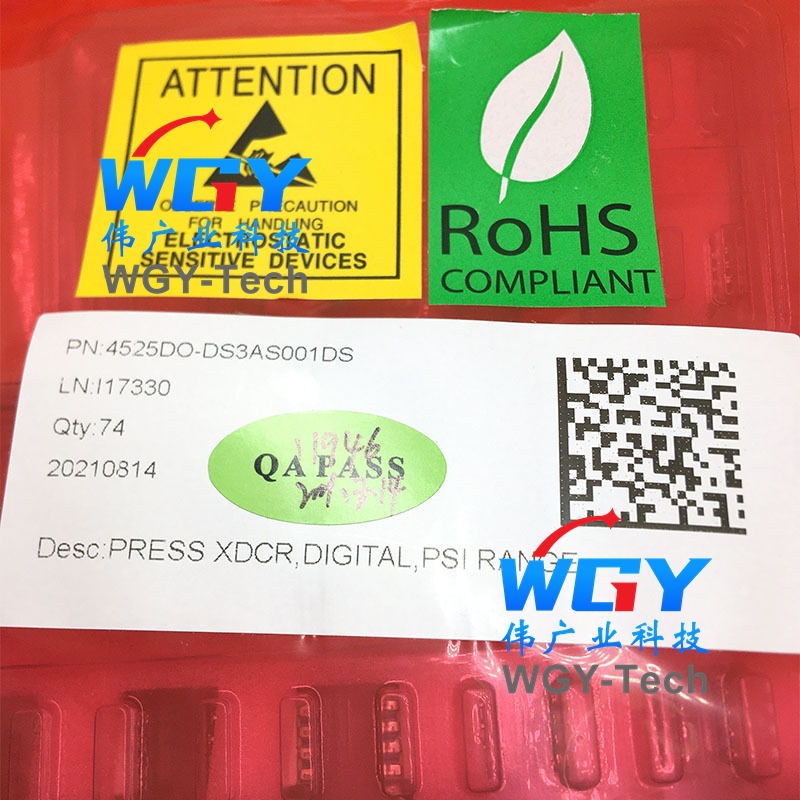 ATTENTION
WGY
伟广业科技
WGY-Tech
PRECAUTION
FOR HANDLING
ELECTROSTATIC
SENSITIVE DEVICES
RoHS
COMPLIANT
PN:4525DO-DS3AS001DS
LN:I17330
Qty:74
20210814
11946
QA PASS
Desc:PRESS XDCR,DIGITAL,PSI RANGE
WGY
伟广业科技
WGY-Tech